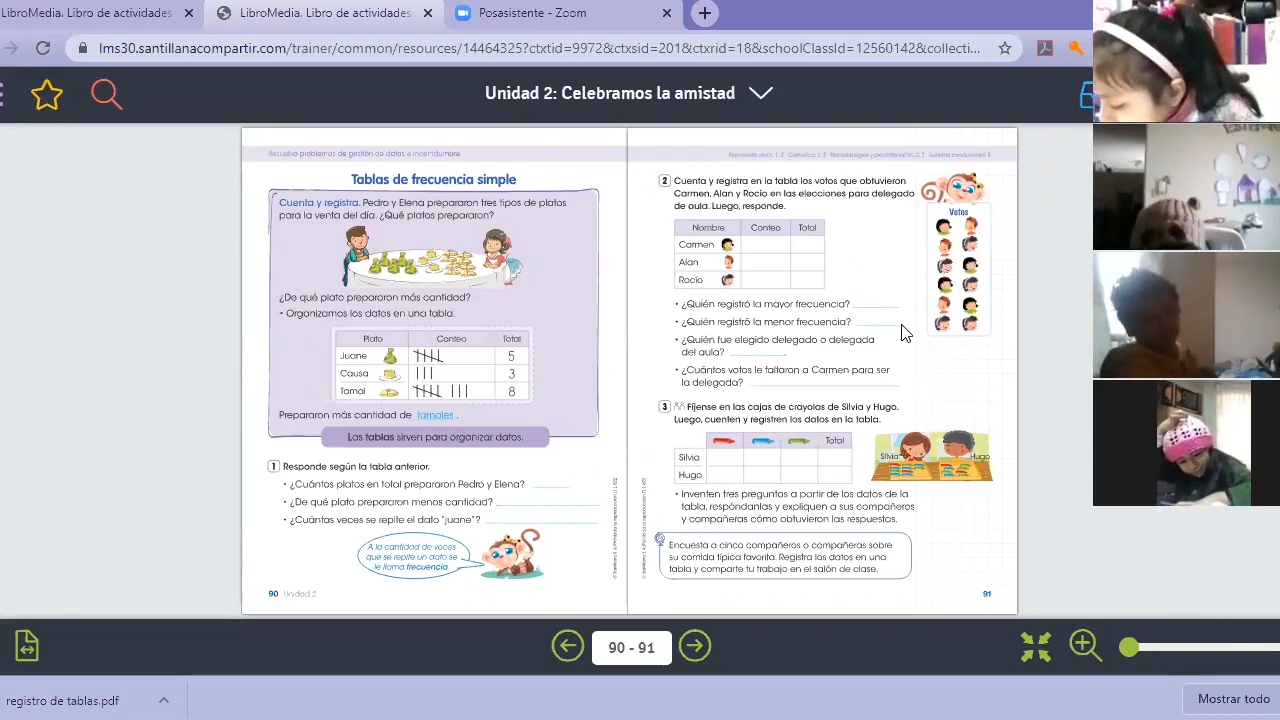 LibroMedia. Libro de actividades
LibroMedia. Libro de actividades
Posasistente - Zoom
lms30.santillanacompartir.com/trainer/common/resources/14464325?ctxtid=9972&ctxsid=201&ctxrid=18&schoolClassId=12560142&collecti...
Unidad 2: Celebramos la amistad
Resuelvo problemas de gestión de datos e incertidumbre
Tablas de frecuencia simple
Cuenta y registra. Pedro y Elena prepararon tres tipos de platos
para la venta del día. ¿Qué platos prepararon?
¿De qué plato prepararon más cantidad?
• Organizamos los datos en una tabla.
Plato Conteo Total
Juane 5
Causa 3
Tamal 8
Prepararon más cantidad de tamales .
Las tablas sirven para organizar datos.
1 Responde según la tabla anterior.
• ¿Cuántos platos en total prepararon Pedro y Elena?
• ¿De qué plato prepararon menos cantidad?
• ¿Cuántas veces se repite el dato "juane"?
A la cantidad de veces
que se repite un dato se
le llama frecuencia.
90 Unidad 2
2 Cuenta y registra en la tabla los votos que obtuvieron
Carmen, Alan y Rocío en las elecciones para delegado
de aula. Luego, responde.
Nombre Conteo Total
Carmen
Alan
Rocío
Votos
• ¿Quién registró la mayor frecuencia?
• ¿Quién registró la menor frecuencia?
• ¿Quién fue elegido delegado o delegada
del aula?
• ¿Cuántos votos le faltaron a Carmen para ser
la delegada?
3 Fíjense en las cajas de crayolas de Silvia y Hugo.
Luego, cuenten y registren los datos en la tabla.
Total
Silvia
Hugo
Silvia Hugo
• Inventen tres preguntas a partir de los datos de la
tabla, respóndanlas y expliquen a sus compañeros
y compañeras cómo obtuvieron las respuestas.
Encuesta a cinco compañeros o compañeras sobre
su comida típica favorita. Registra los datos en una
tabla y comparte tu trabajo en el salón de clase.
91
90 - 91
registro de tablas.pdf
Mostrar todo